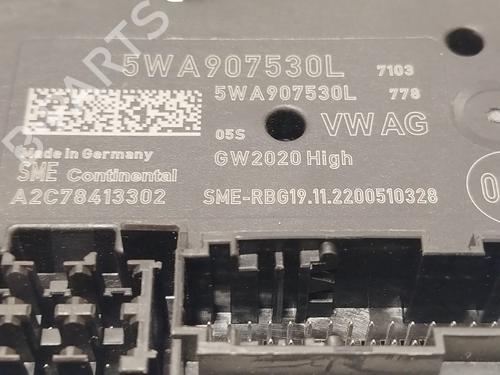 5WA907530L 7103
5WA907530L 778
05S VW AG
Made in Germany
GW2020 High
SME Continental
A2C78413302 SME-RBG19.11.2200510328
0